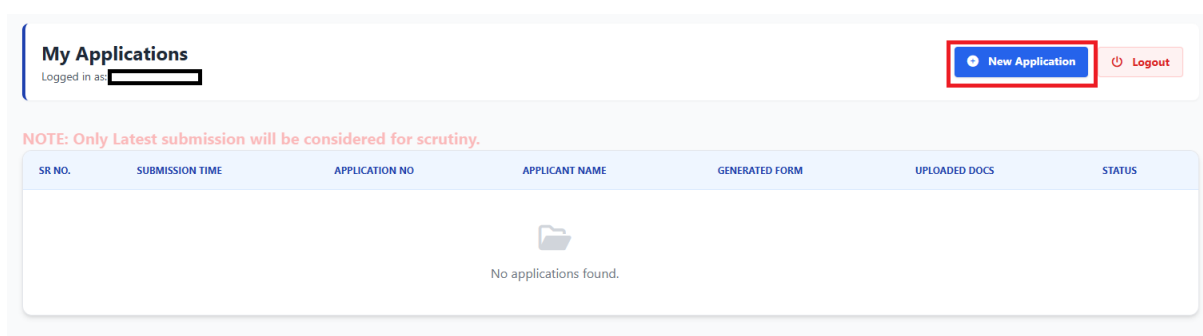 My Applications
Logged in as:
New Application
Logout
NOTE: Only Latest submission will be considered for scrutiny.
SR NO. SUBMISSION TIME APPLICATION NO APPLICANT NAME GENERATED FORM UPLOADED DOCS STATUS
No applications found.